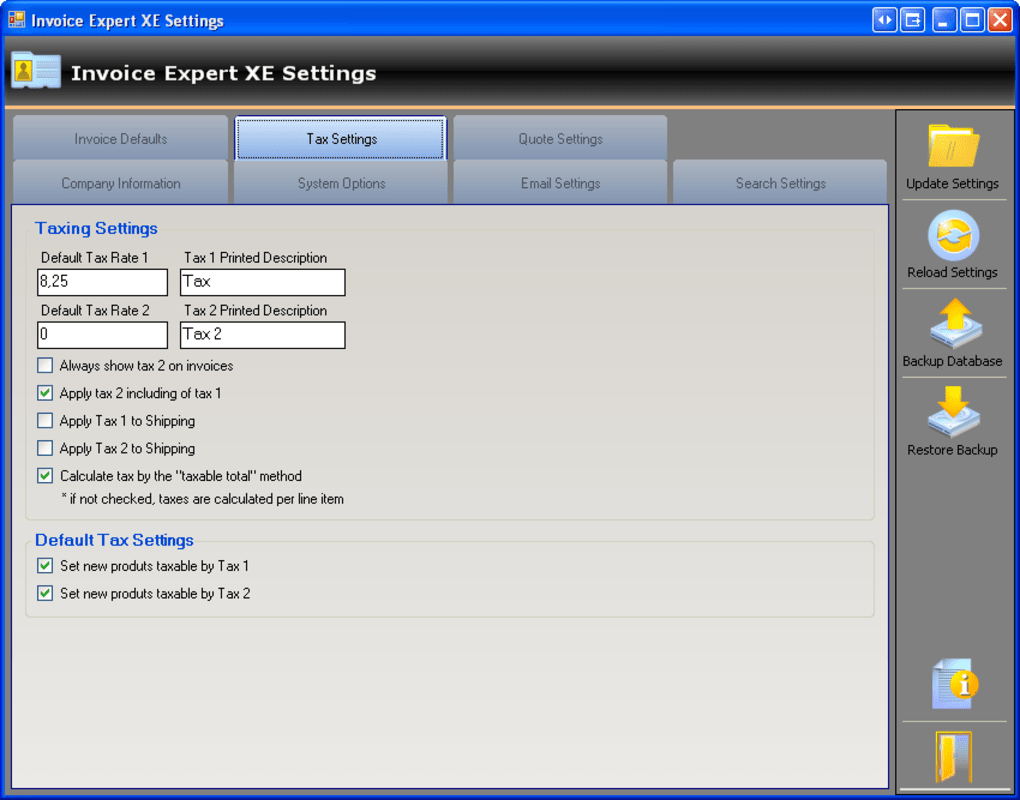 Invoice Expert XE Settings
Invoice Expert XE Settings
Invoice Defaults
Tax Settings
Quote Settings
Company Information
System Options
Email Settings
Search Settings
Taxing Settings
Default Tax Rate 1
Tax 1 Printed Description
8,25
Tax
Default Tax Rate 2
Tax 2 Printed Description
0
Tax 2
Always show tax 2 on invoices
Apply tax 2 including of tax 1
Apply Tax 1 to Shipping
Apply Tax 2 to Shipping
Calculate tax by the "taxable total" method
* if not checked, taxes are calculated per line item
Default Tax Settings
Set new produts taxable by Tax 1
Set new produts taxable by Tax 2
Update Settings
Reload Settings
Backup Database
Restore Backup